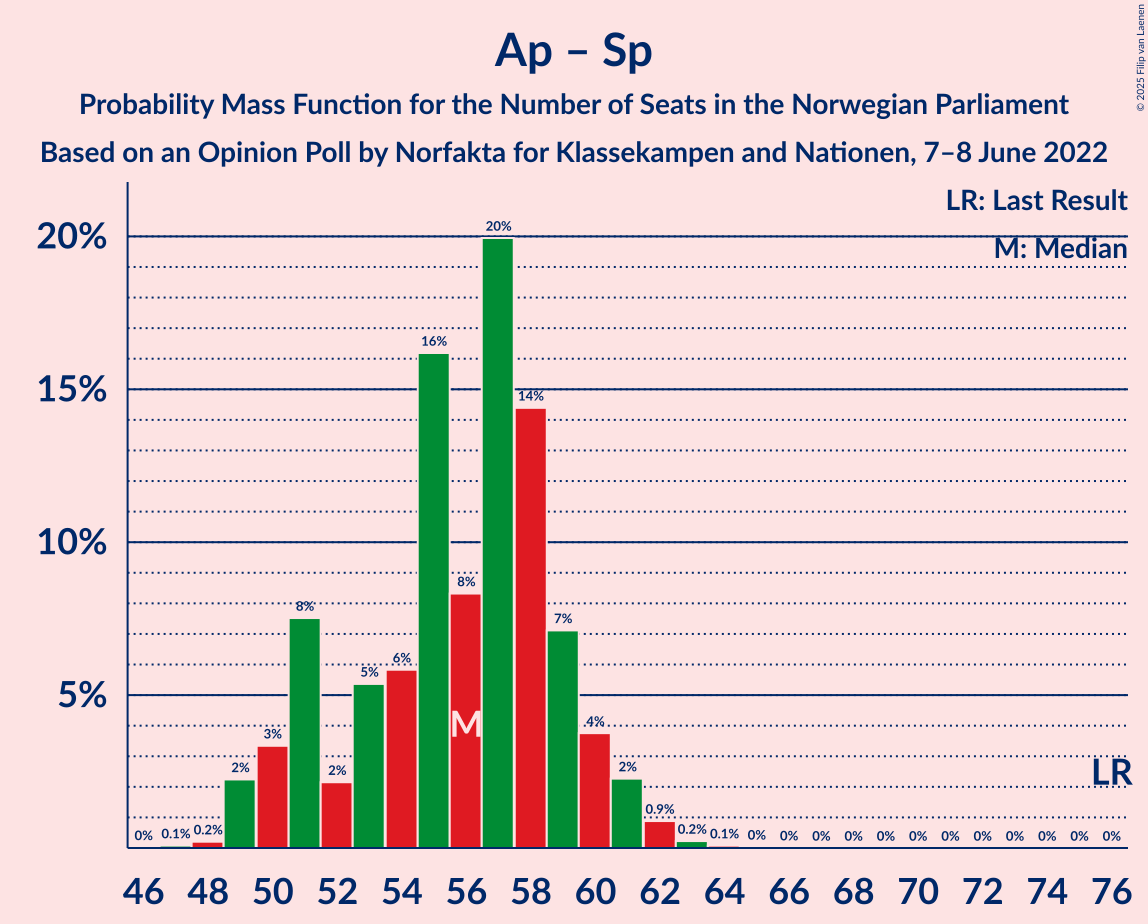 © 2025 Filip van Laenen
Ap – Sp
Probability Mass Function for the Number of Seats in the Norwegian Parliament
Based on an Opinion Poll by Norfakta for Klassekampen and Nationen, 7–8 June 2022
LR: Last Result
M: Median
20%
15%
10%
5%
0% 0.1% 0.2% 2% 3% 8% 2% 5% 6% 16% 8% 20% 14% 7% 4% 2% 0.9% 0.2% 0.1% 0% 0% 0% 0% 0% 0% 0% 0% 0% 0% 0% 0%
M
LR
46 48 50 52 54 56 58 60 62 64 66 68 70 72 74 76